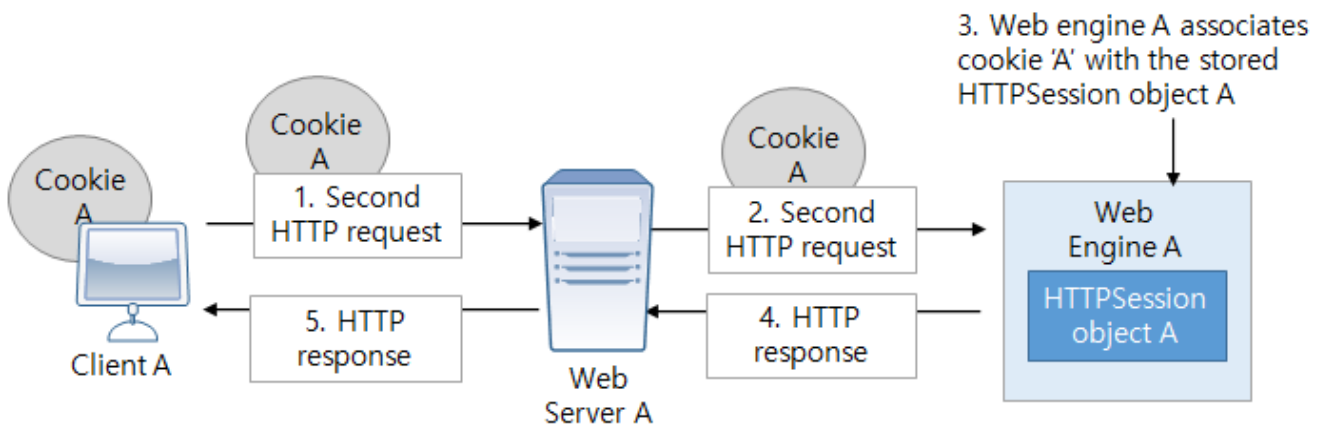 3. Web engine A associates
cookie ‘A’ with the stored
HTTPSession object A
Cookie
A
Cookie
A
Cookie
A
1. Second
HTTP request
2. Second
HTTP request
Web
Engine A
HTTPSession
object A
5. HTTP
response
4. HTTP
response
Client A
Web
Server A